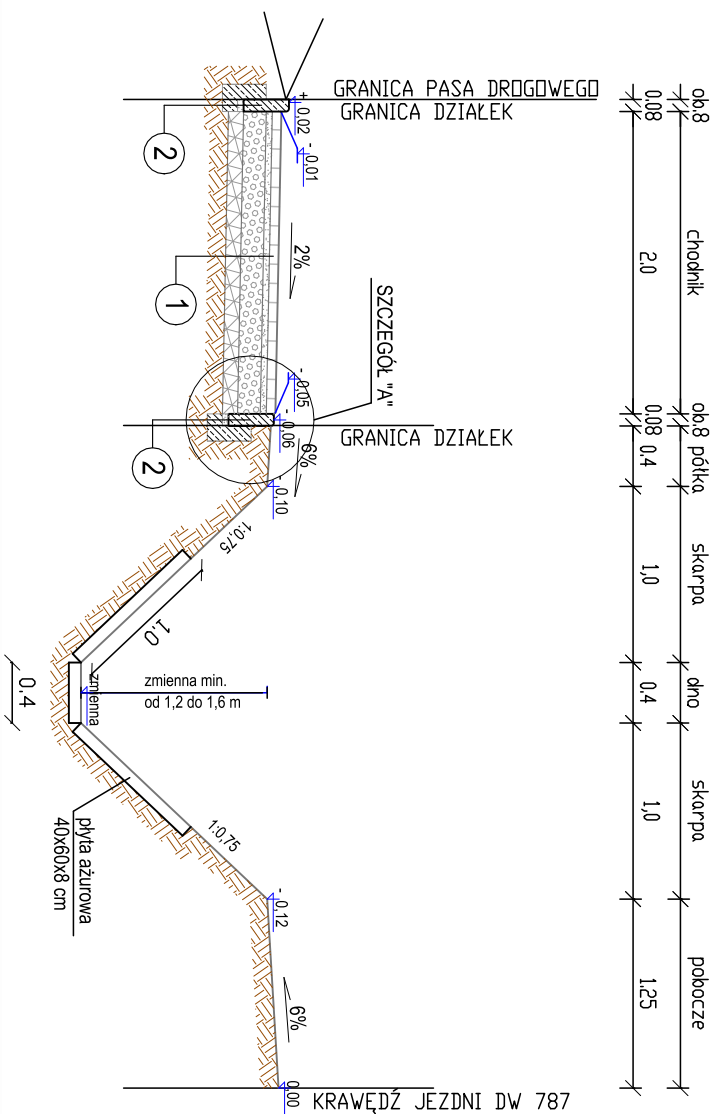 ob.8
chodnik
ob.8
półka
skarpa
dno
skarpa
pobocze
0.08
2.0
0.08
0.4
1,0
0.4
1,0
1.25
GRANICA PASA DROGOWEGO
GRANICA DZIAŁEK
GRANICA DZIAŁEK
KRAWĘDŹ JEZDNI DW 787
+ 0,02
- 0,01
2%
SZCZEGÓŁ "A"
- 0,05
- 0,06
6%
- 0,10
1:0,75
1.0
zmienna min.
od 1,2 do 1,6 m
zmienna
0.4
1:0,75
płyta ażurowa
40x60x8 cm
- 0,12
6%
0,00
2
1
2